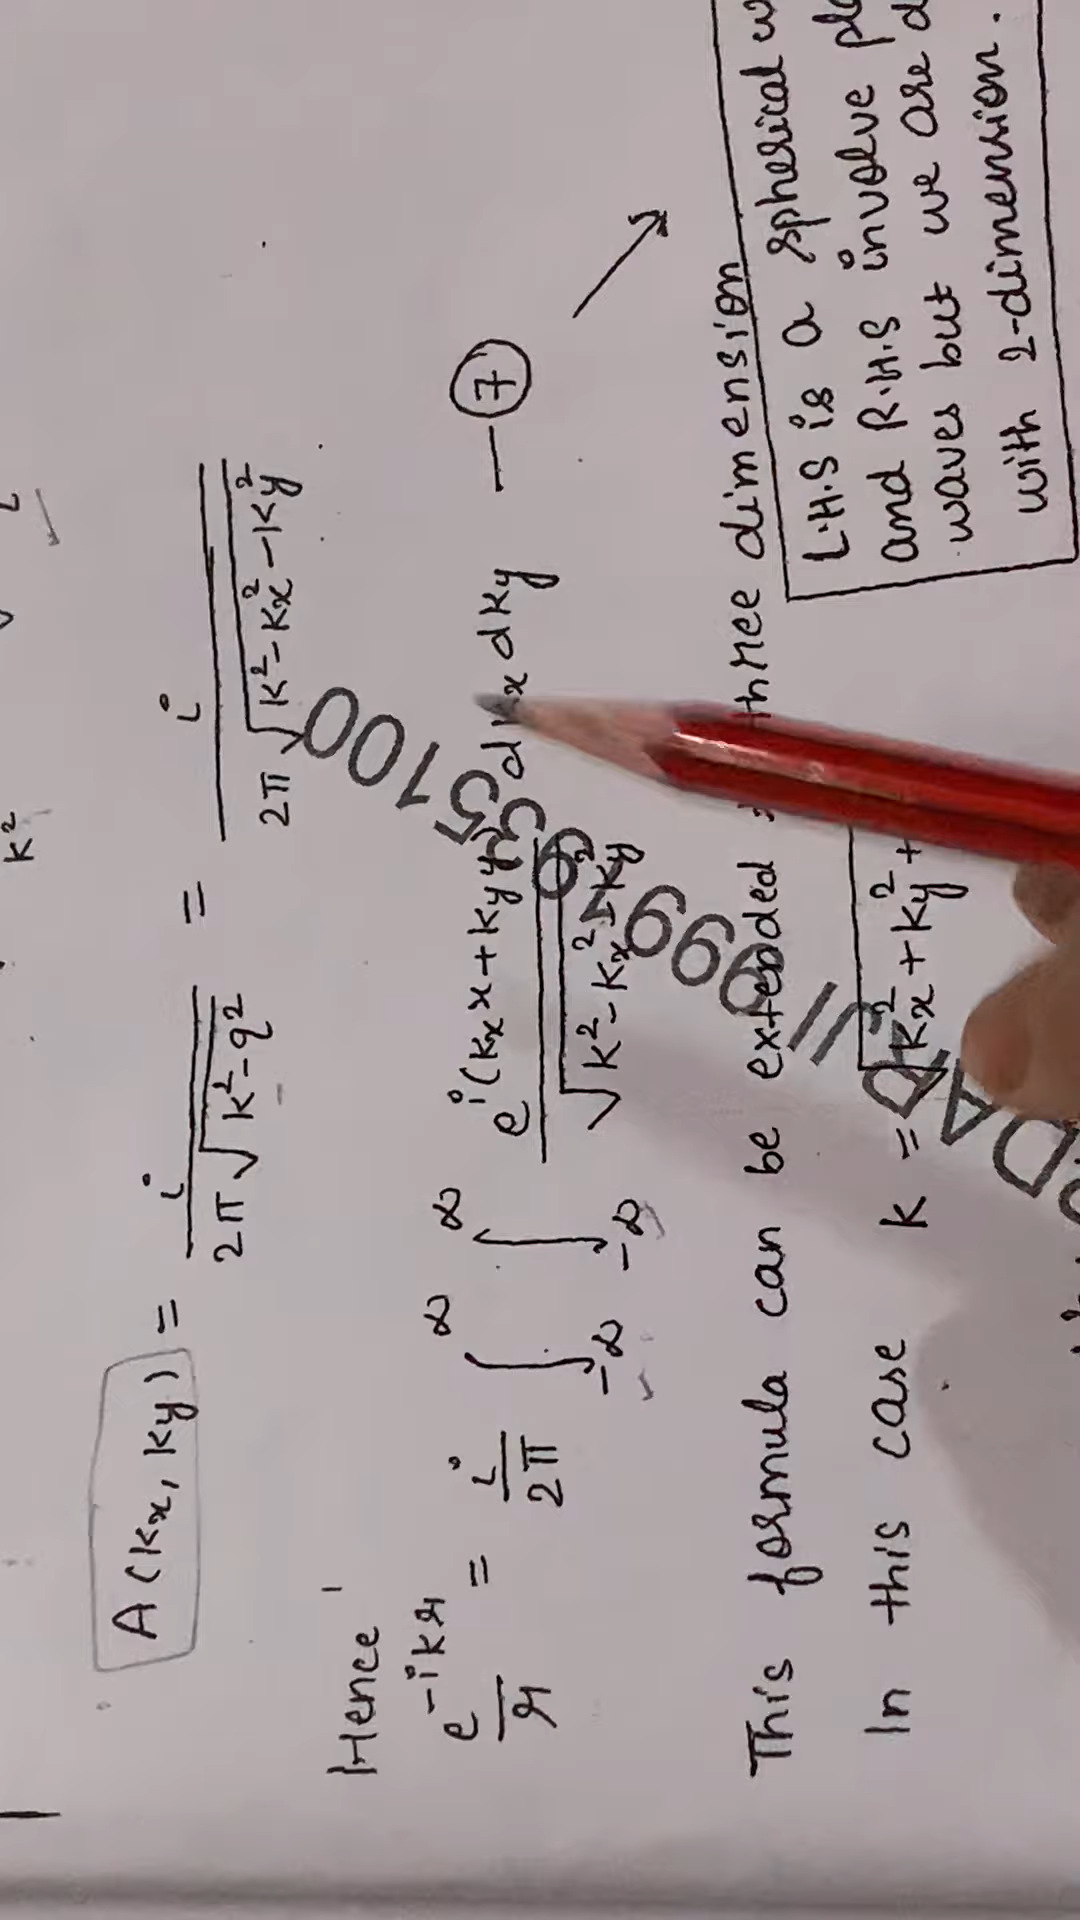 k²
A(kx, ky) = i / 2π√k²-q² = i / 2π√k²-kx²-ky²
Hence
e^-ikr / r = i / 2π ∫-∞^∞ ∫-∞^∞ e^i(kx x + ky y) / √k²-kx²-ky² dkx dky — 7
This formula can be extended three dimension
In this case k = kx² + ky² +
L.H.S is a spherical
and R.H.S involve
waves but we are
with 2-dimension.